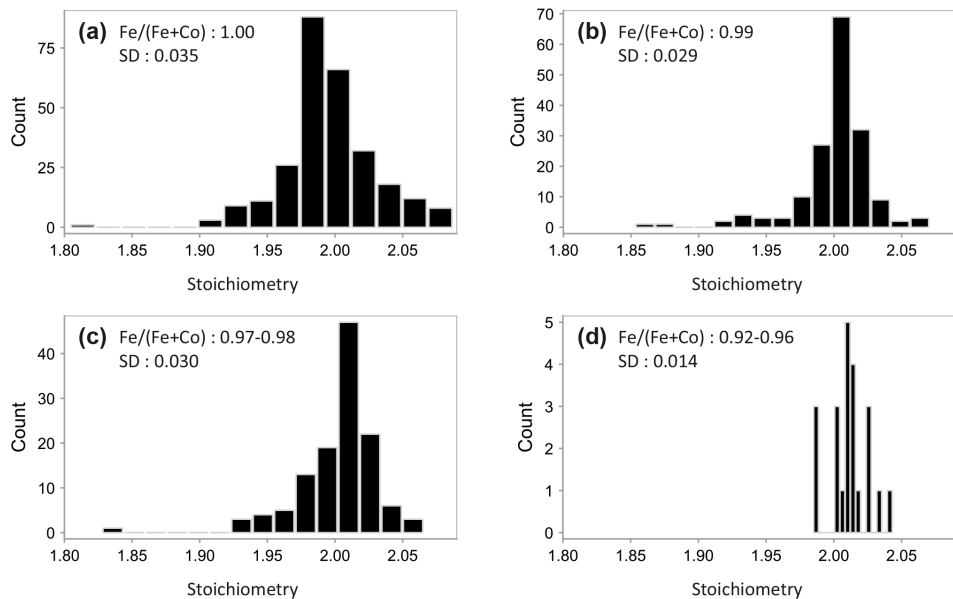 (a) Fe/(Fe+Co) : 1.00
SD : 0.035
75
50
25
0
Count
1.80 1.85 1.90 1.95 2.00 2.05
Stoichiometry
(b) Fe/(Fe+Co) : 0.99
SD : 0.029
70
60
50
40
30
20
10
0
Count
1.80 1.85 1.90 1.95 2.00 2.05
Stoichiometry
(c) Fe/(Fe+Co) : 0.97-0.98
SD : 0.030
40
30
20
10
0
Count
1.80 1.85 1.90 1.95 2.00 2.05
Stoichiometry
(d) Fe/(Fe+Co) : 0.92-0.96
SD : 0.014
5
4
3
2
1
0
Count
1.80 1.85 1.90 1.95 2.00 2.05
Stoichiometry